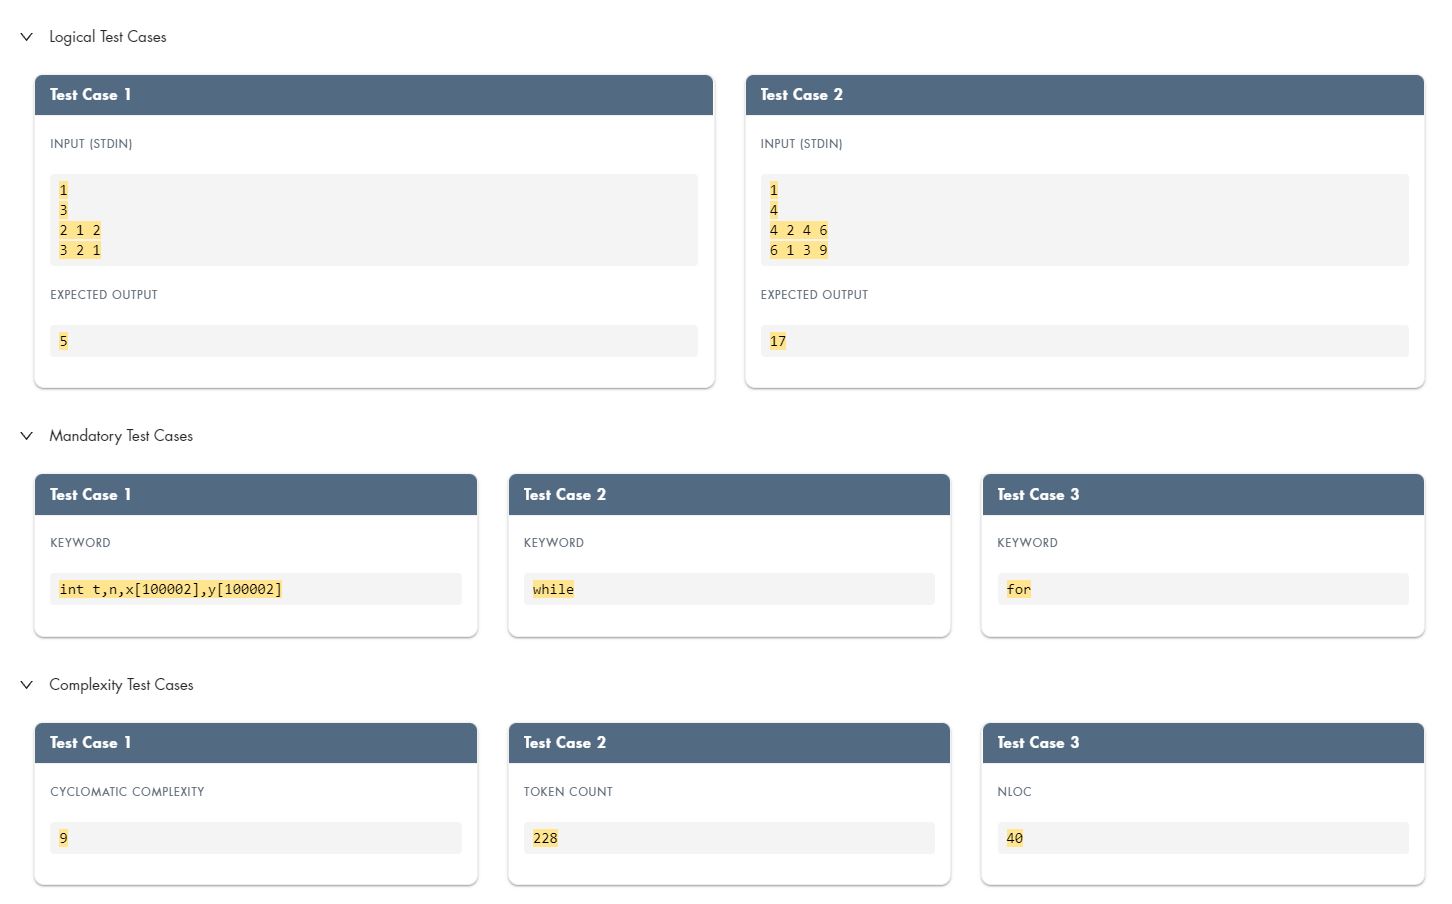 Logical Test Cases
Test Case 1
INPUT (STDIN)
1
3
2 1 2
3 2 1
EXPECTED OUTPUT
5
Test Case 2
INPUT (STDIN)
1
4
4 2 4 6
6 1 3 9
EXPECTED OUTPUT
17
Mandatory Test Cases
Test Case 1
KEYWORD
int t,n,x[100002],y[100002]
Test Case 2
KEYWORD
while
Test Case 3
KEYWORD
for
Complexity Test Cases
Test Case 1
CYCLOMATIC COMPLEXITY
9
Test Case 2
TOKEN COUNT
228
Test Case 3
NLOC
40